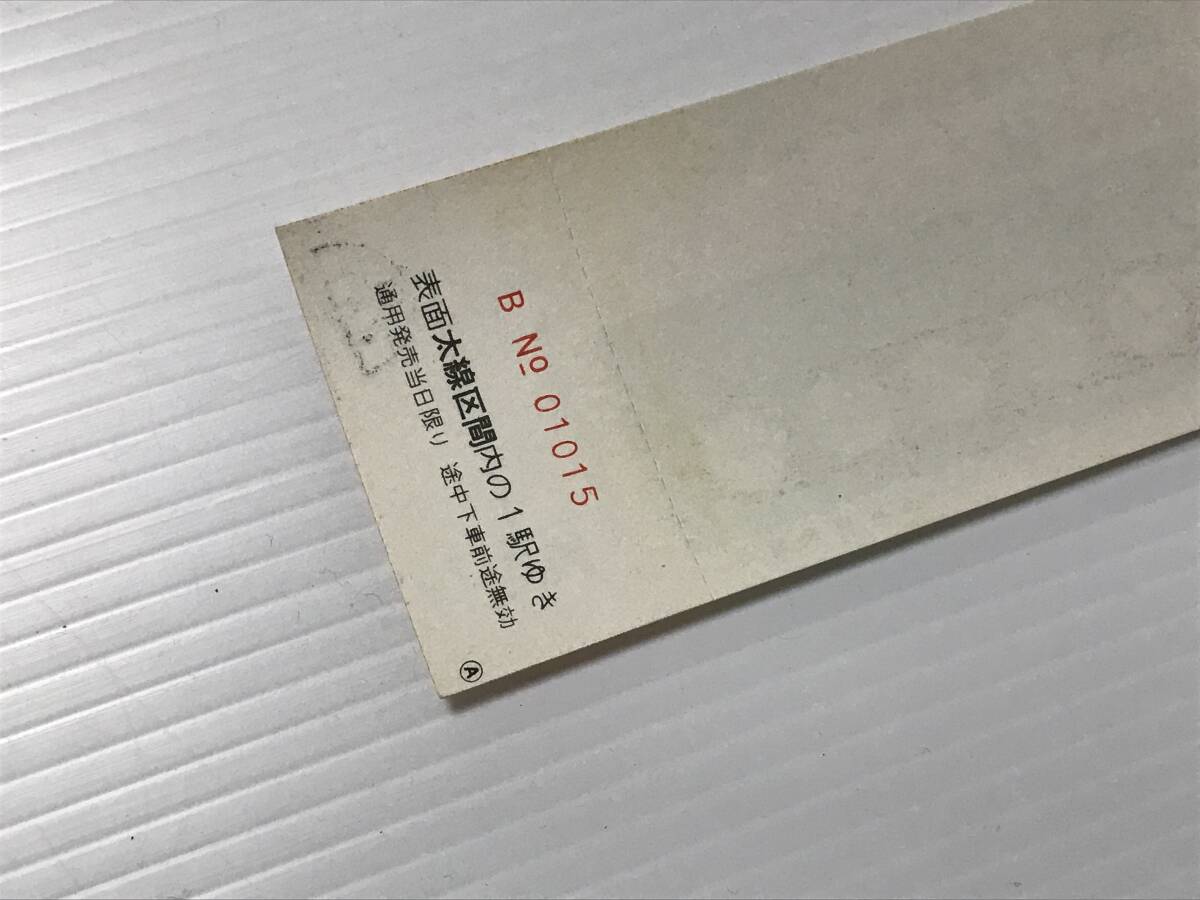 B № 01015
表面太線区間内の1駅ゆき
通用発売当日限り 途中下車前途無効
Ⓐ